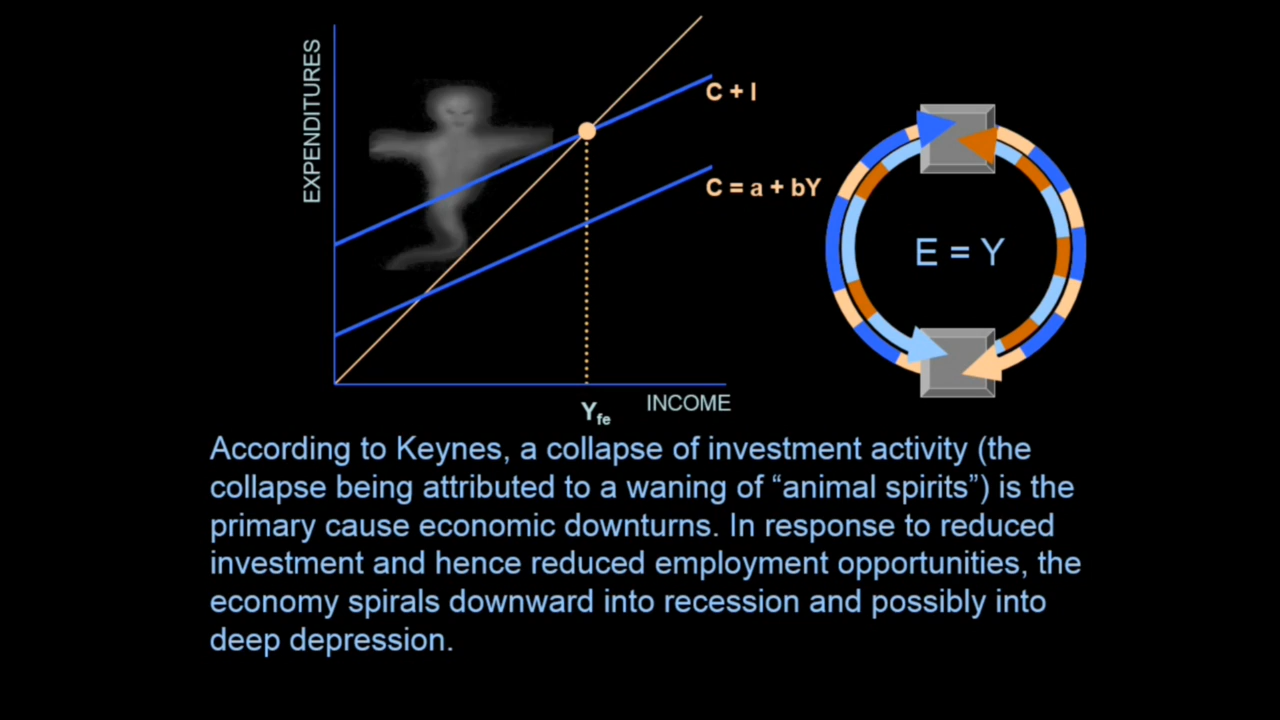 EXPENDITURES
C + I
C = a + bY
E = Y
Yfe
INCOME
According to Keynes, a collapse of investment activity (the
collapse being attributed to a waning of “animal spirits”) is the
primary cause economic downturns. In response to reduced
investment and hence reduced employment opportunities, the
economy spirals downward into recession and possibly into
deep depression.